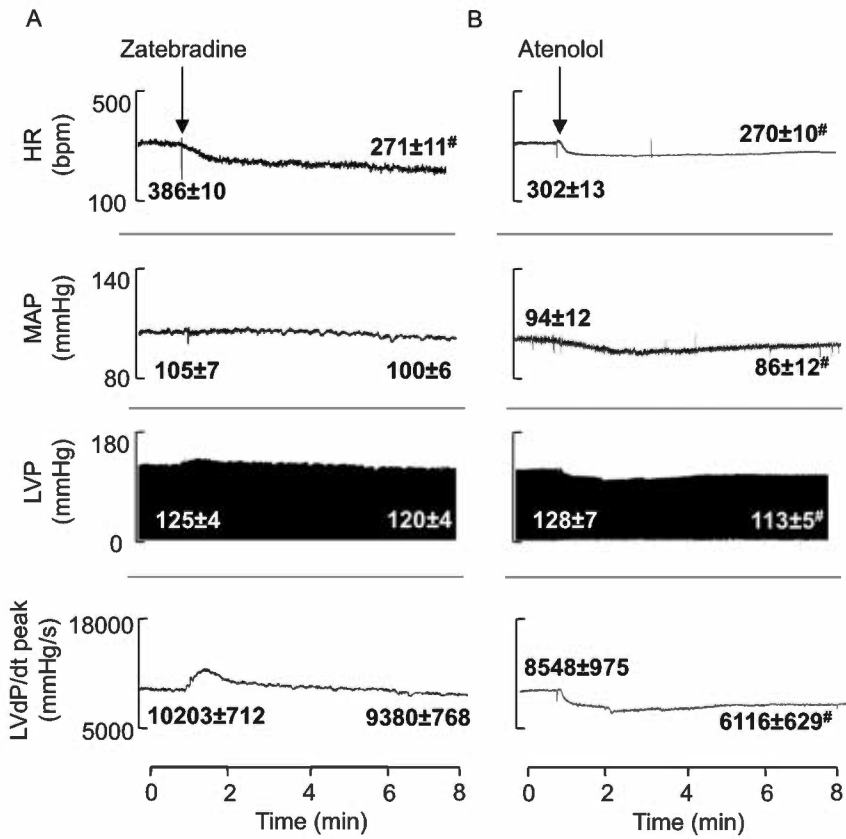 A
B
Zatebradine
Atenolol
HR
(bpm)
500
100
386±10
271±11#
302±13
270±10#
MAP
(mmHg)
140
80
105±7
100±6
94±12
86±12#
LVP
(mmHg)
180
0
125±4
120±4
128±7
113±5#
LVdP/dt peak
(mmHg/s)
18000
5000
10203±712
9380±768
8548±975
6116±629#
0 2 4 6 8
0 2 4 6 8
Time (min)
Time (min)